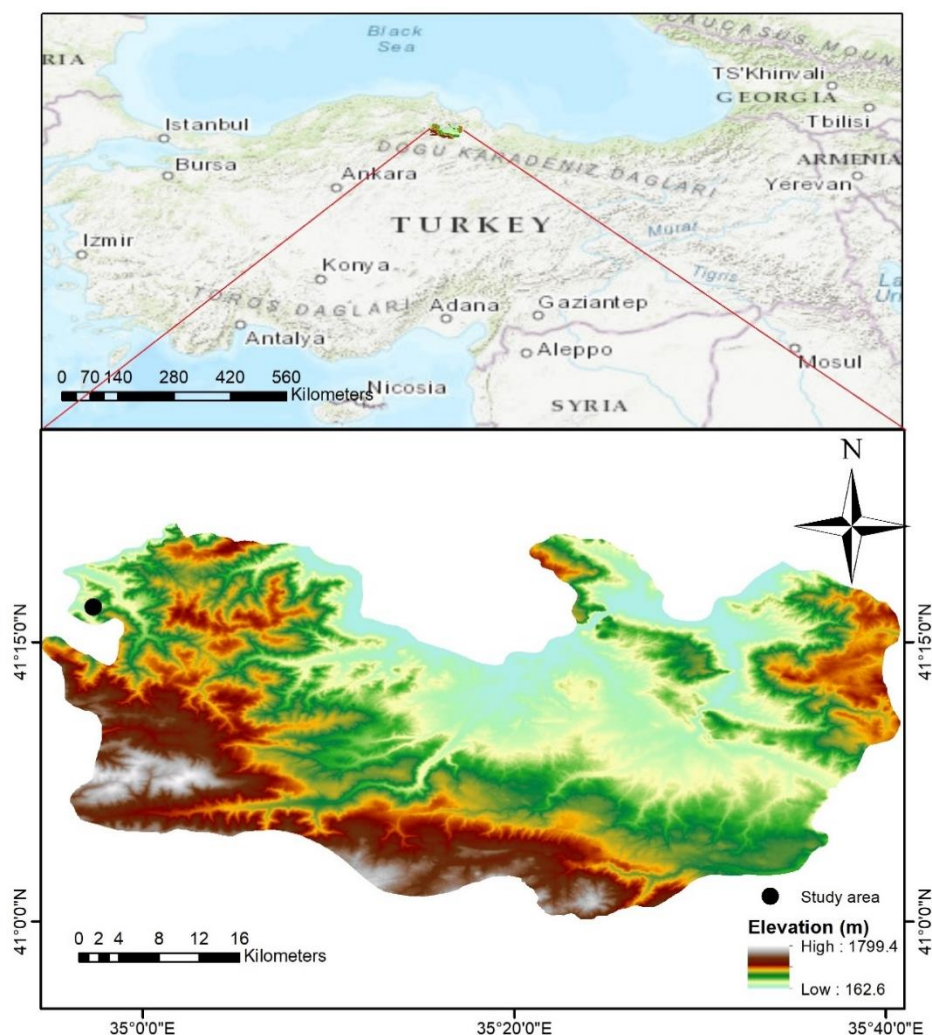 Black
Sea
CAUCASUS MOUN
RIA
TS'Khinvali
GEORGIA
Tbilisi
Istanbul
Bursa
DOGU KARADENIZ DAGLARI
ARMENIA
Ankara
Yerevan
TURKEY
Murat
Izmir
Tigris
Konya
La
Ur
TOROS DAGLARI
Adana
Gaziantep
Antalya
Aleppo
Mosul
0 70 140 280 420 560
Kilometers
Nicosia
SYRIA
N
41°15'0"N
41°15'0"N
Study area
Elevation (m)
High : 1799.4
Low : 162.6
41°0'0"N
41°0'0"N
0 2 4 8 12 16
Kilometers
35°0'0"E
35°20'0"E
35°40'0"E